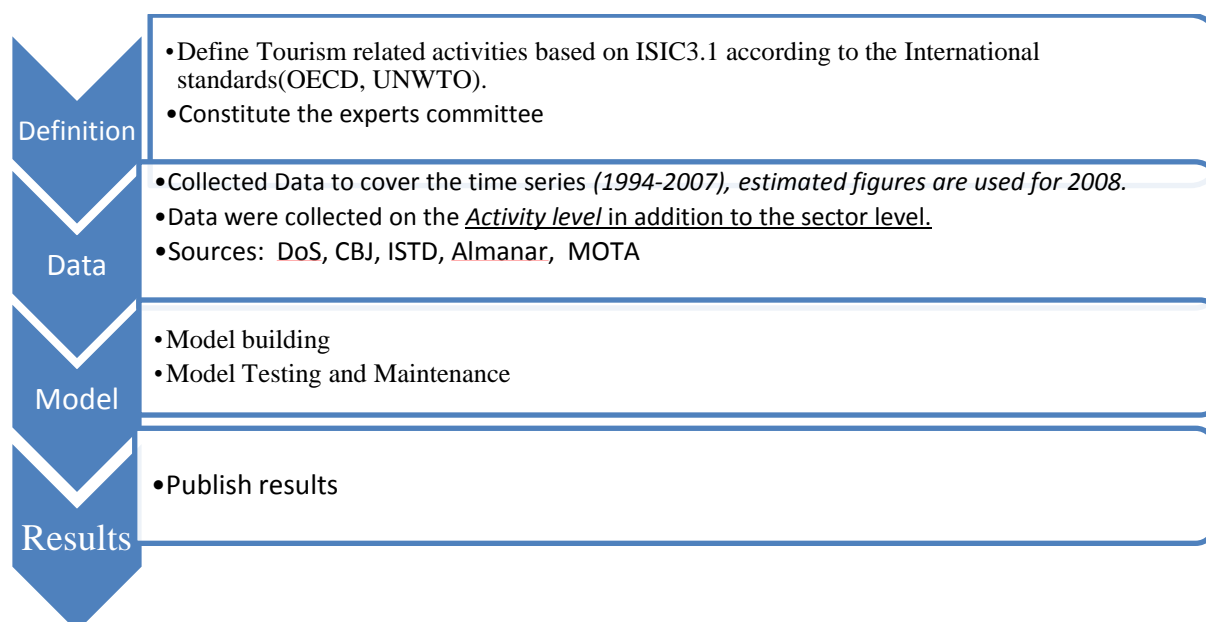 •Define Tourism related activities based on ISIC3.1 according to the International
standards(OECD, UNWTO).
•Constitute the experts committee
Definition
•Collected Data to cover the time series (1994-2007), estimated figures are used for 2008.
•Data were collected on the Activity level in addition to the sector level.
•Sources: DoS, CBJ, ISTD, Almanar, MOTA
Data
•Model building
•Model Testing and Maintenance
Model
•Publish results
Results